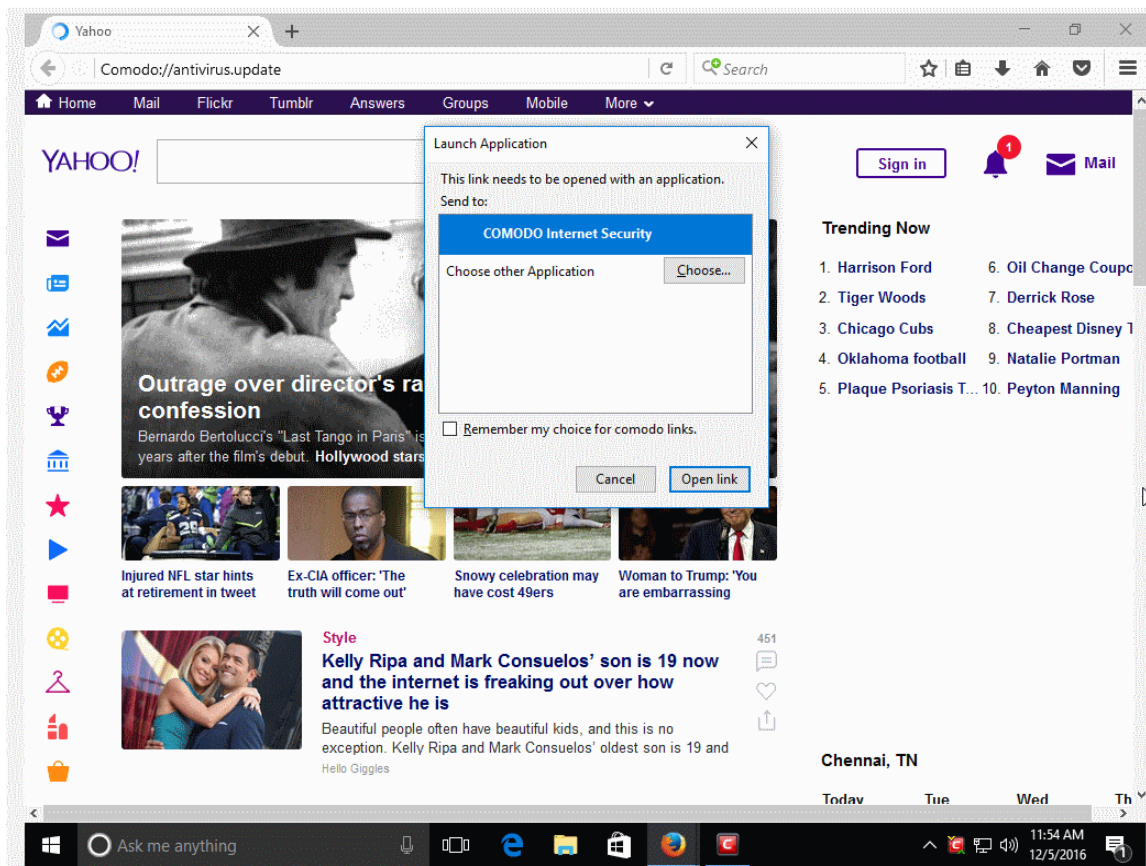 Yahoo
Comodo://antivirus.update
Search
Home Mail Flickr Tumblr Answers Groups Mobile More
YAHOO!
Sign in
1
Mail
Launch Application
This link needs to be opened with an application.
Send to:
COMODO Internet Security
Choose other Application
Choose...
Remember my choice for comodo links.
Cancel
Open link
Outrage over director's ra
confession
Bernardo Bertolucci's "Last Tango in Paris" is
years after the film's debut. Hollywood stars
Injured NFL star hints
at retirement in tweet
Ex-CIA officer: 'The
truth will come out'
Snowy celebration may
have cost 49ers
Woman to Trump: 'You
are embarrassing
Style
Kelly Ripa and Mark Consuelos' son is 19 now
and the internet is freaking out over how
attractive he is
Beautiful people often have beautiful kids, and this is no
exception. Kelly Ripa and Mark Consuelos' oldest son is 19 and
Hello Giggles
451
Trending Now
1. Harrison Ford
2. Tiger Woods
3. Chicago Cubs
4. Oklahoma football
5. Plaque Psoriasis T...
6. Oil Change Coupo
7. Derrick Rose
8. Cheapest Disney T
9. Natalie Portman
10. Peyton Manning
Chennai, TN
Today Tue Wed Th
Ask me anything
11:54 AM
12/5/2016
1